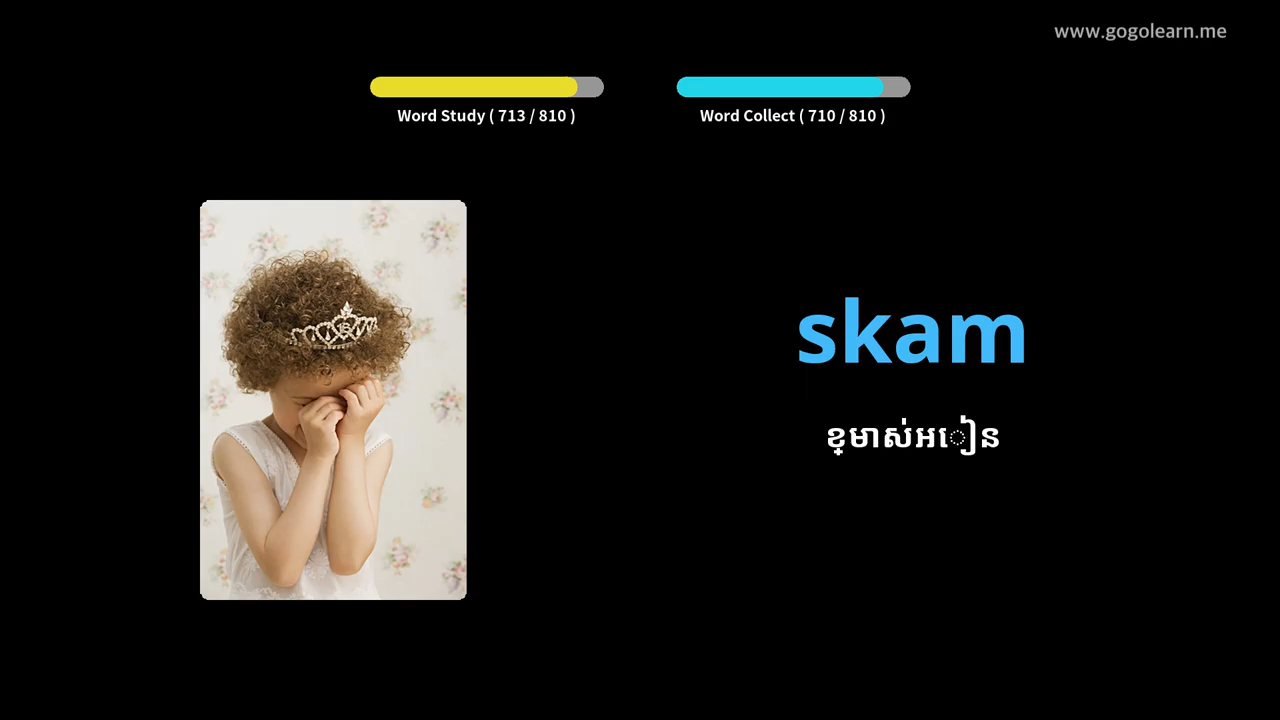 www.gogolearn.me
Word Study ( 713 / 810 )
Word Collect ( 710 / 810 )
skam
ខ្មាស់អៀន